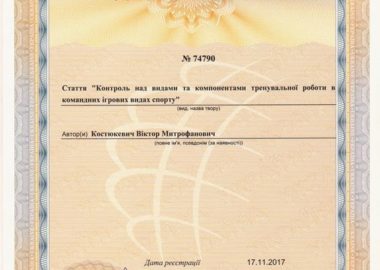 № 74790
Стаття "Контроль над видами та компонентами тренувальної роботи в
командних ігрових видах спорту"
(вид, назва твору)
Автор(и) Костюкевич Віктор Митрофанович
(повне ім'я, псевдонім (за наявності))
Дата реєстрації 17.11.2017